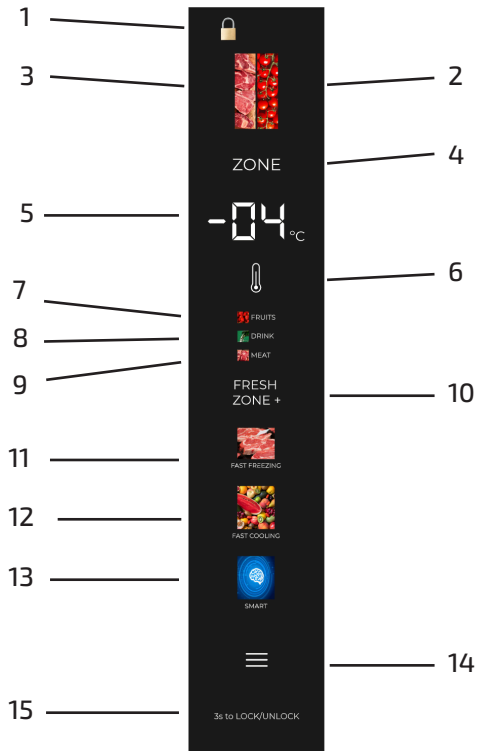 1
3
2
ZONE
4
5
-04°C
6
7
FRUITS
8
DRINK
MEAT
9
FRESH
ZONE +
10
11
FAST FREEZING
12
FAST COOLING
13
SMART
14
15
3s to LOCK/UNLOCK